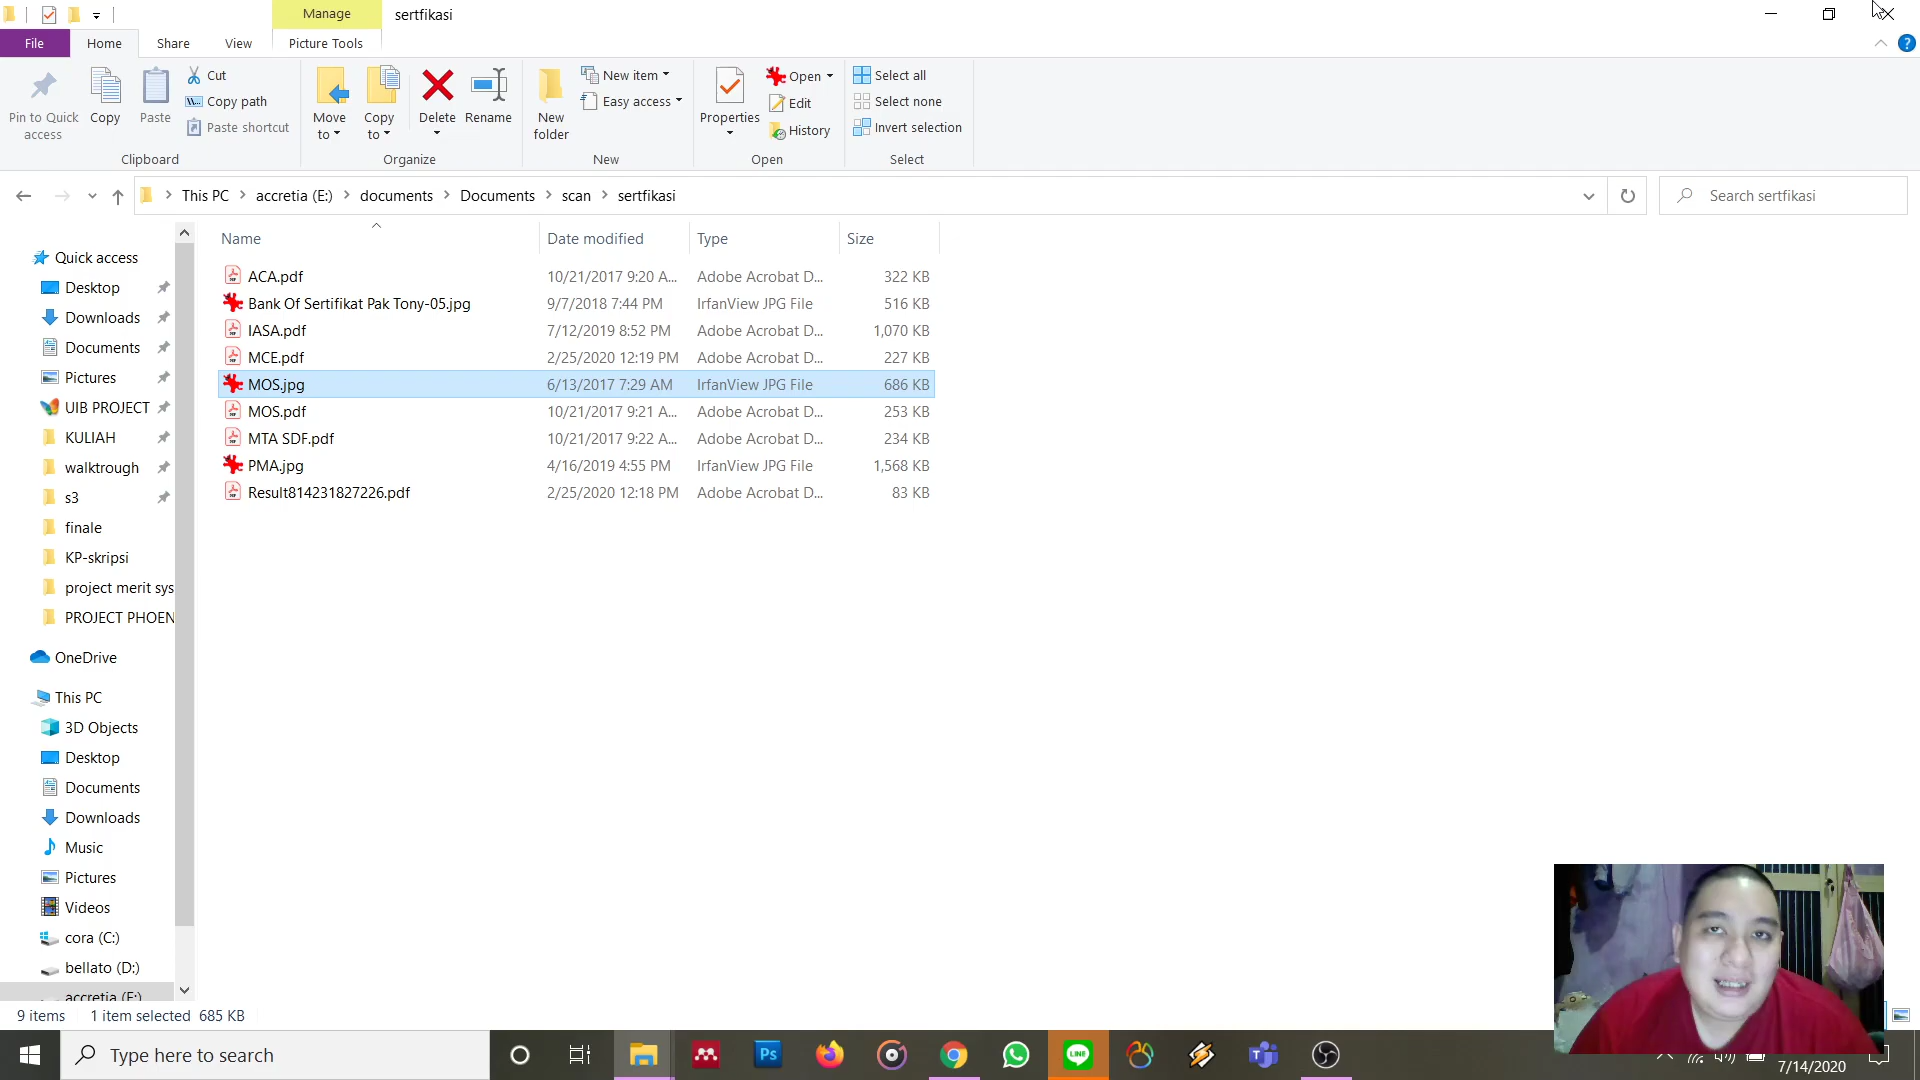 Manage
sertfikasi
File
Home
Share
View
Picture Tools
Pin to Quick access
Copy
Paste
Cut
Copy path
Paste shortcut
Clipboard
Move to
Copy to
Delete
Rename
Organize
New folder
New item
Easy access
New
Properties
Open
Edit
History
Open
Select all
Select none
Invert selection
Select
This PC > accretia (E:) > documents > Documents > scan > sertfikasi
Search sertfikasi
Name Date modified Type Size
ACA.pdf 10/21/2017 9:20 A... Adobe Acrobat D... 322 KB
Bank Of Sertifikat Pak Tony-05.jpg 9/7/2018 7:44 PM IrfanView JPG File 516 KB
IASA.pdf 7/12/2019 8:52 PM Adobe Acrobat D... 1,070 KB
MCE.pdf 2/25/2020 12:19 PM Adobe Acrobat D... 227 KB
MOS.jpg 6/13/2017 7:29 AM IrfanView JPG File 686 KB
MOS.pdf 10/21/2017 9:21 A... Adobe Acrobat D... 253 KB
MTA SDF.pdf 10/21/2017 9:22 A... Adobe Acrobat D... 234 KB
PMA.jpg 4/16/2019 4:55 PM IrfanView JPG File 1,568 KB
Result814231827226.pdf 2/25/2020 12:18 PM Adobe Acrobat D... 83 KB
Quick access
Desktop
Downloads
Documents
Pictures
UIB PROJECT
KULIAH
walktrough
s3
finale
KP-skripsi
project merit sys
PROJECT PHOEN
OneDrive
This PC
3D Objects
Desktop
Documents
Downloads
Music
Pictures
Videos
cora (C:)
bellato (D:)
accretia (E:)
9 items 1 item selected 685 KB
Type here to search
Ps
LINE
7/14/2020